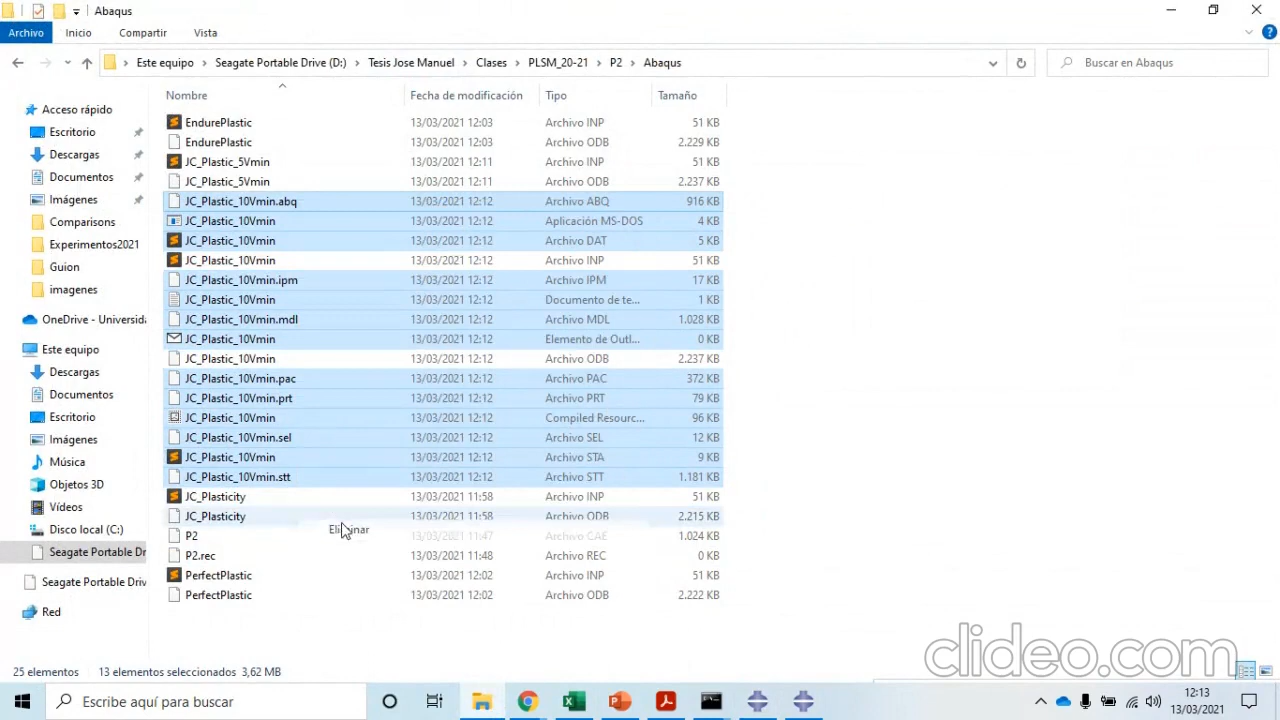 Abaqus
Archivo Inicio Compartir Vista
Este equipo Seagate Portable Drive (D:) Tesis Jose Manuel Clases PLSM_20-21 P2 Abaqus Buscar en Abaqus
Nombre Fecha de modificación Tipo Tamaño
Acceso rápido
Escritorio
Descargas
Documentos
Imágenes
Comparisons
Experimentos2021
Guion
imagenes
OneDrive - Universida
Este equipo
Descargas
Documentos
Escritorio
Imágenes
Música
Objetos 3D
Vídeos
Disco local (C:)
Seagate Portable Dr
Seagate Portable Driv
Red
EndurePlastic 13/03/2021 12:03 Archivo INP 51 KB
EndurePlastic 13/03/2021 12:03 Archivo ODB 2.229 KB
JC_Plastic_5Vmin 13/03/2021 12:11 Archivo INP 51 KB
JC_Plastic_5Vmin 13/03/2021 12:11 Archivo ODB 2.237 KB
JC_Plastic_10Vmin.abq 13/03/2021 12:12 Archivo ABQ 916 KB
JC_Plastic_10Vmin 13/03/2021 12:12 Aplicación MS-DOS 4 KB
JC_Plastic_10Vmin 13/03/2021 12:12 Archivo DAT 5 KB
JC_Plastic_10Vmin 13/03/2021 12:12 Archivo INP 51 KB
JC_Plastic_10Vmin.ipm 13/03/2021 12:12 Archivo IPM 17 KB
JC_Plastic_10Vmin 13/03/2021 12:12 Documento de te... 1 KB
JC_Plastic_10Vmin.mdl 13/03/2021 12:12 Archivo MDL 1.028 KB
JC_Plastic_10Vmin 13/03/2021 12:12 Elemento de Outl... 0 KB
JC_Plastic_10Vmin 13/03/2021 12:12 Archivo ODB 2.237 KB
JC_Plastic_10Vmin.pac 13/03/2021 12:12 Archivo PAC 372 KB
JC_Plastic_10Vmin.prt 13/03/2021 12:12 Archivo PRT 79 KB
JC_Plastic_10Vmin 13/03/2021 12:12 Compiled Resourc... 96 KB
JC_Plastic_10Vmin.sel 13/03/2021 12:12 Archivo SEL 12 KB
JC_Plastic_10Vmin 13/03/2021 12:12 Archivo STA 9 KB
JC_Plastic_10Vmin.stt 13/03/2021 12:12 Archivo STT 1.181 KB
JC_Plasticity 13/03/2021 11:58 Archivo INP 51 KB
JC_Plasticity 13/03/2021 11:58 Archivo ODB 2.215 KB
Eliminar
P2 13/03/2021 11:47 Archivo CAE 1.024 KB
P2.rec 13/03/2021 11:48 Archivo REC 0 KB
PerfectPlastic 13/03/2021 12:02 Archivo INP 51 KB
PerfectPlastic 13/03/2021 12:02 Archivo ODB 2.222 KB
clideo.com
25 elementos 13 elementos seleccionados 3,62 MB
Escribe aquí para buscar
12:13
13/03/2021